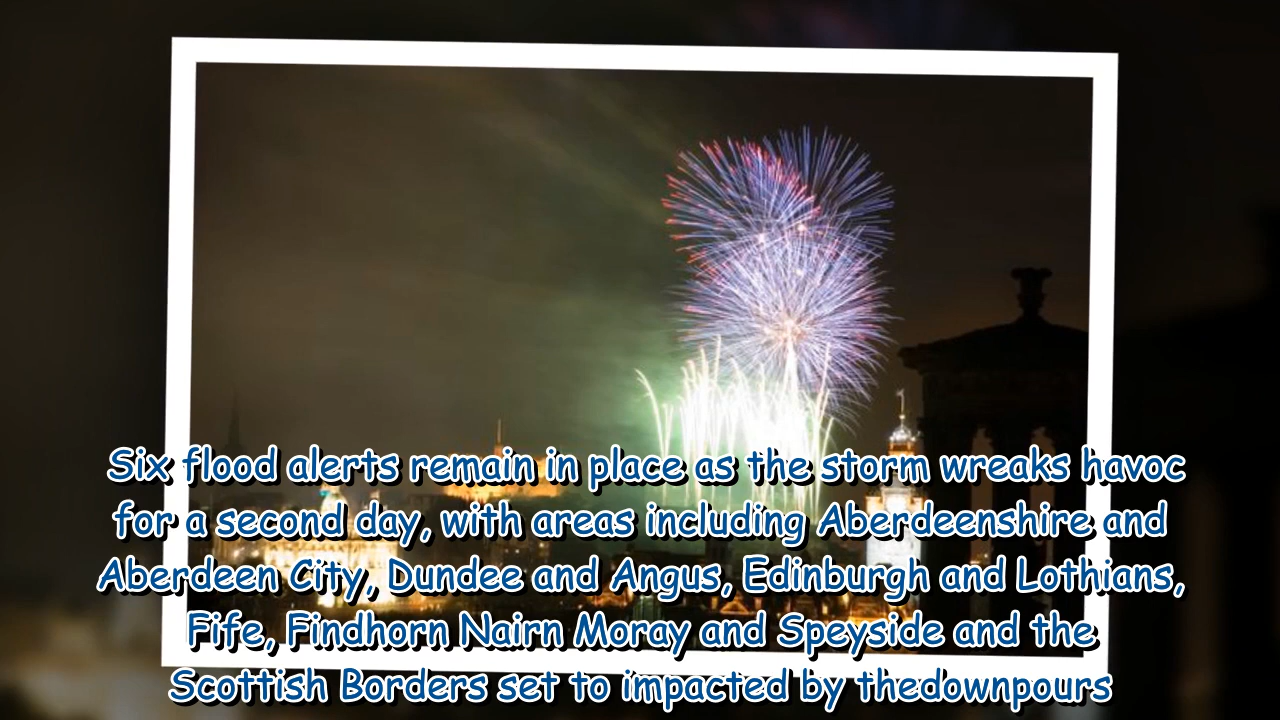 Six flood alerts remain in place as the storm wreaks havoc
for a second day, with areas including Aberdeenshire and
Aberdeen City, Dundee and Angus, Edinburgh and Lothians,
Fife, Findhorn Nairn Moray and Speyside and the
Scottish Borders set to impacted by thedownpours